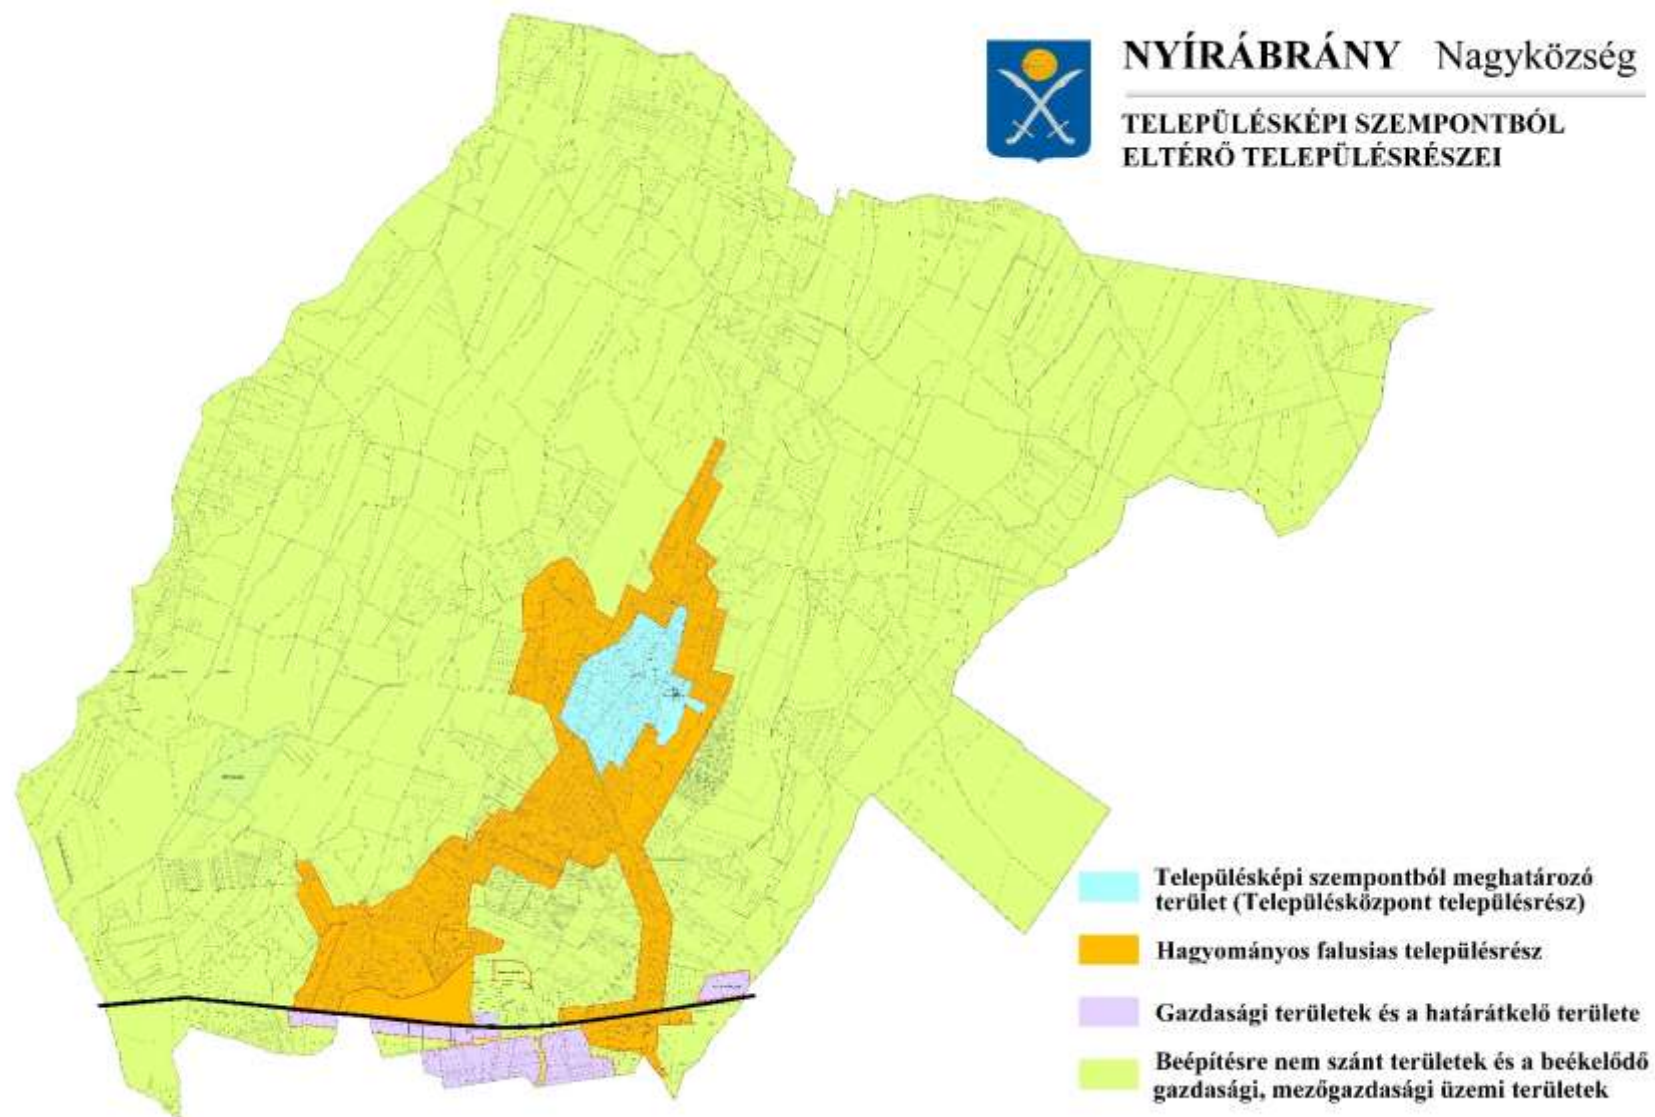 NYÍRÁBRÁNY Nagyközség
TELEPÜLÉSKÉPI SZEMPONTBÓL
ELTÉRŐ TELEPÜLÉSRÉSZEI
Településképi szempontból meghatározó
terület (Településközpont településrész)
Hagyományos falusias településrész
Gazdasági területek és a határátkelő területe
Beépítésre nem szánt területek és a beékelődő
gazdasági, mezőgazdasági üzemi területek